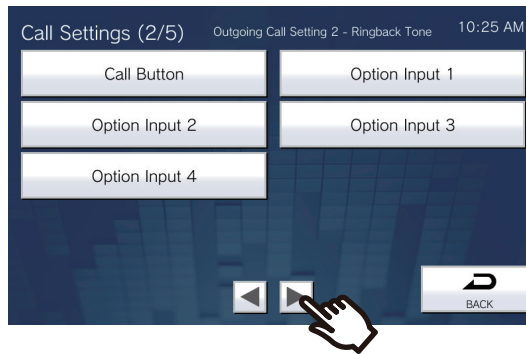 Call Settings (2/5) Outgoing Call Setting 2 - Ringback Tone 10:25 AM
Call Button Option Input 1
Option Input 2 Option Input 3
Option Input 4
BACK